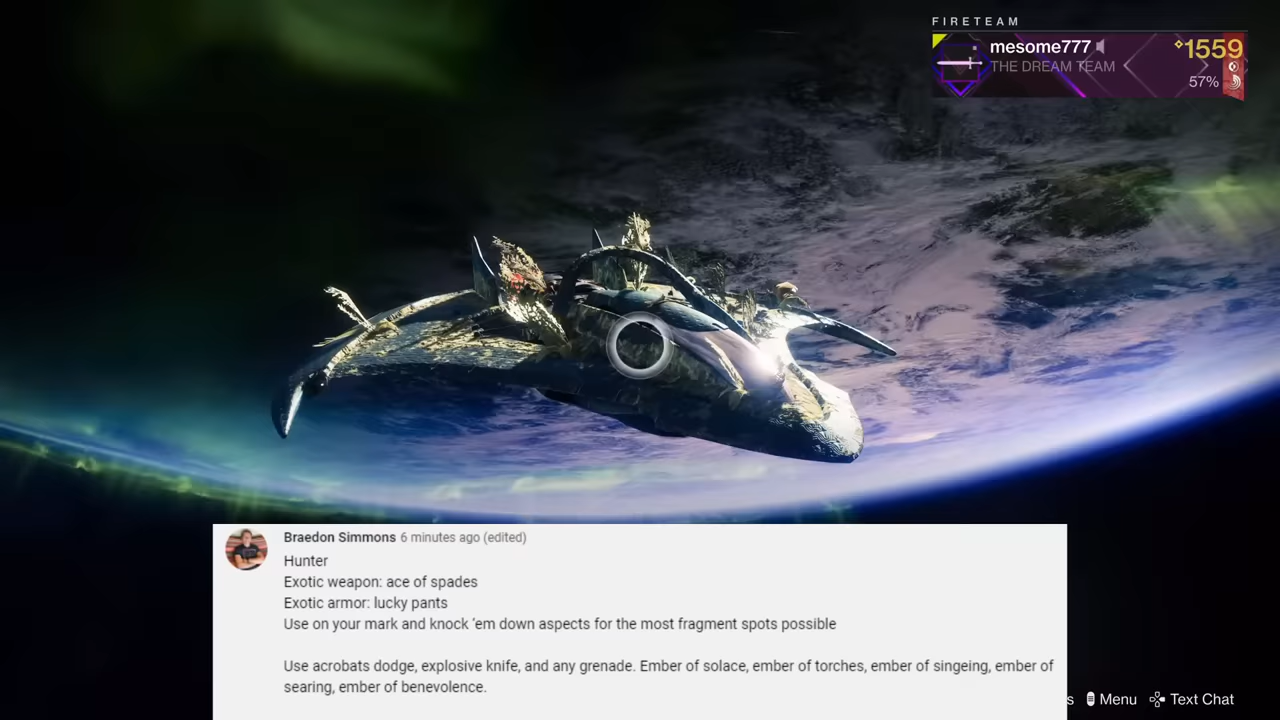 FIRETEAM
mesome777
1559
THE DREAM TEAM
57%
Braedon Simmons 6 minutes ago (edited)
Hunter
Exotic weapon: ace of spades
Exotic armor: lucky pants
Use on your mark and knock 'em down aspects for the most fragment spots possible
Use acrobats dodge, explosive knife, and any grenade. Ember of solace, ember of torches, ember of singeing, ember of
searing, ember of benevolence.
s Menu Text Chat